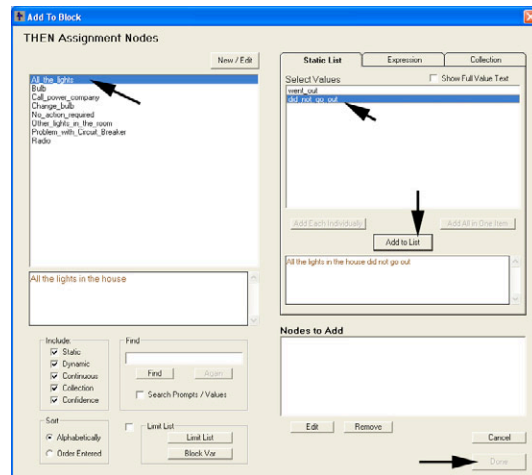 Add To Block
THEN Assignment Nodes
New / Edit
All_the_lights
Bulb
Call_power_company
Change_bulb
No_action_required
Other_lights_in_the_room
Problem_with_Circuit_Breaker
Radio
All the lights in the house
Include:
Static
Dynamic
Continuous
Collection
Confidence
Find
Find
Again
Search Prompts / Values
Sort
Alphabetically
Order Entered
Limit List
Limit List
Block Var
Static List
Expression
Collection
Select Values
Show Full Value Text
went_out
did_not_go_out
Add Each Individually
Add All in One Item
Add to List
All the lights in the house did not go out
Nodes to Add
Edit
Remove
Cancel
Done